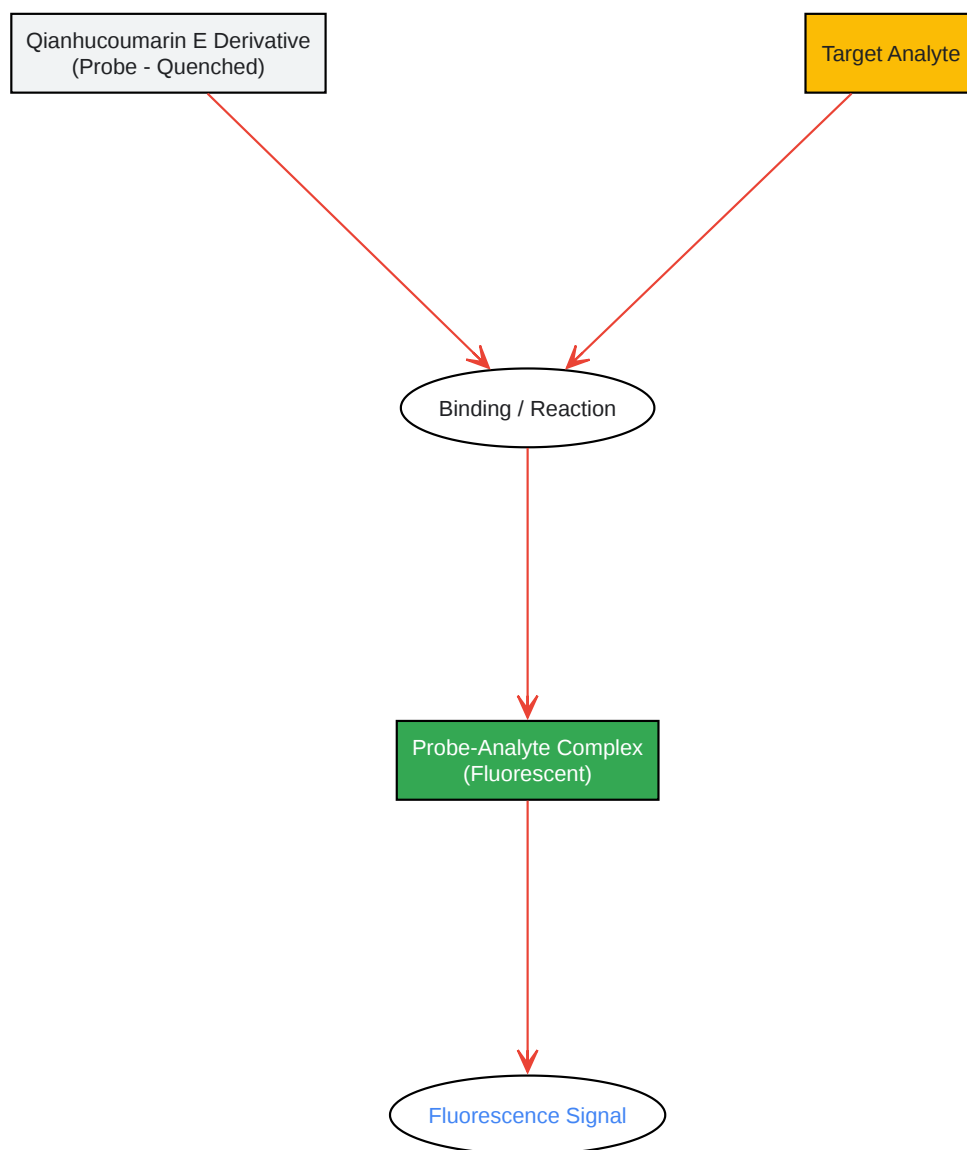 Qianhucoumarin E Derivative
(Probe - Quenched)
Target Analyte
Binding / Reaction
Probe-Analyte Complex
(Fluorescent)
Fluorescence Signal